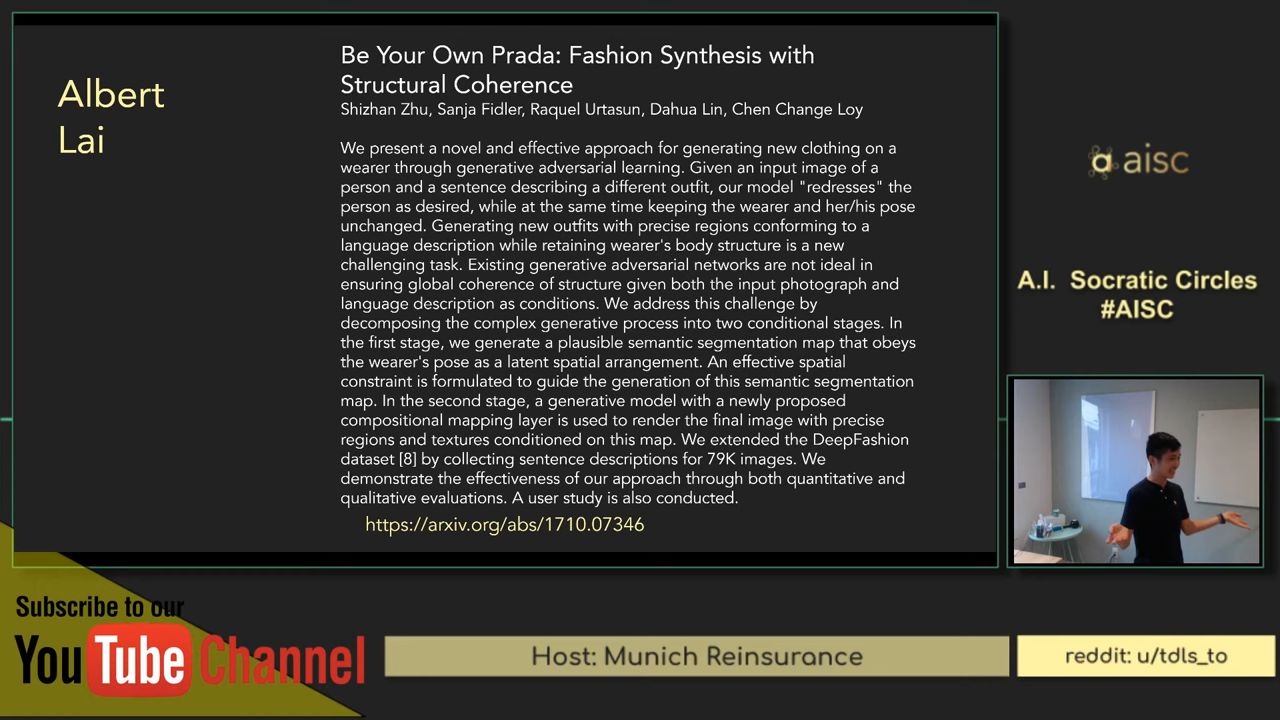 Albert
Lai
Be Your Own Prada: Fashion Synthesis with
Structural Coherence
Shizhan Zhu, Sanja Fidler, Raquel Urtasun, Dahua Lin, Chen Change Loy
We present a novel and effective approach for generating new clothing on a
wearer through generative adversarial learning. Given an input image of a
person and a sentence describing a different outfit, our model "redresses" the
person as desired, while at the same time keeping the wearer and her/his pose
unchanged. Generating new outfits with precise regions conforming to a
language description while retaining wearer's body structure is a new
challenging task. Existing generative adversarial networks are not ideal in
ensuring global coherence of structure given both the input photograph and
language description as conditions. We address this challenge by
decomposing the complex generative process into two conditional stages. In
the first stage, we generate a plausible semantic segmentation map that obeys
the wearer's pose as a latent spatial arrangement. An effective spatial
constraint is formulated to guide the generation of this semantic segmentation
map. In the second stage, a generative model with a newly proposed
compositional mapping layer is used to render the final image with precise
regions and textures conditioned on this map. We extended the DeepFashion
dataset [8] by collecting sentence descriptions for 79K images. We
demonstrate the effectiveness of our approach through both quantitative and
qualitative evaluations. A user study is also conducted.
https://arxiv.org/abs/1710.07346
aisc
A.I. Socratic Circles
#AISC
Subscribe to our
YouTube Channel
Host: Munich Reinsurance
reddit: u/tdls_to